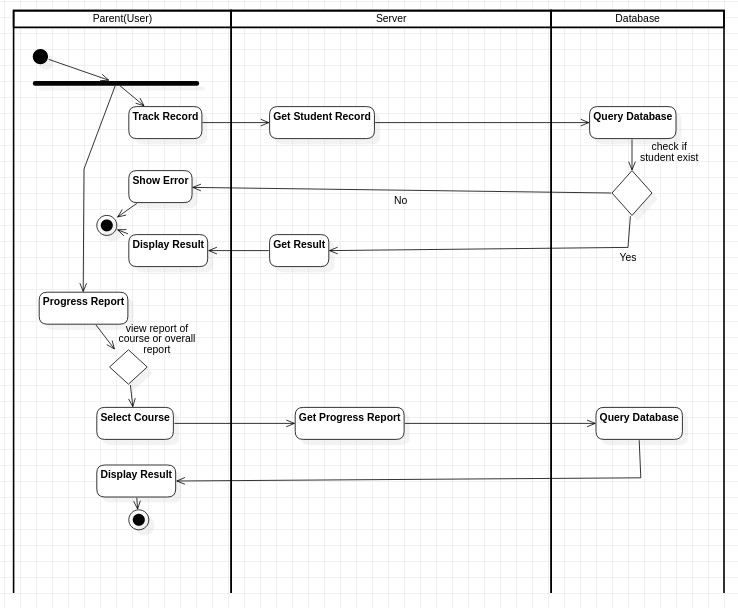 Parent(User)
Server
Database
Track Record
Get Student Record
Query Database
check if
student exist
Show Error
No
Display Result
Get Result
Yes
Progress Report
view report of
course or overall
report
Select Course
Get Progress Report
Query Database
Display Result